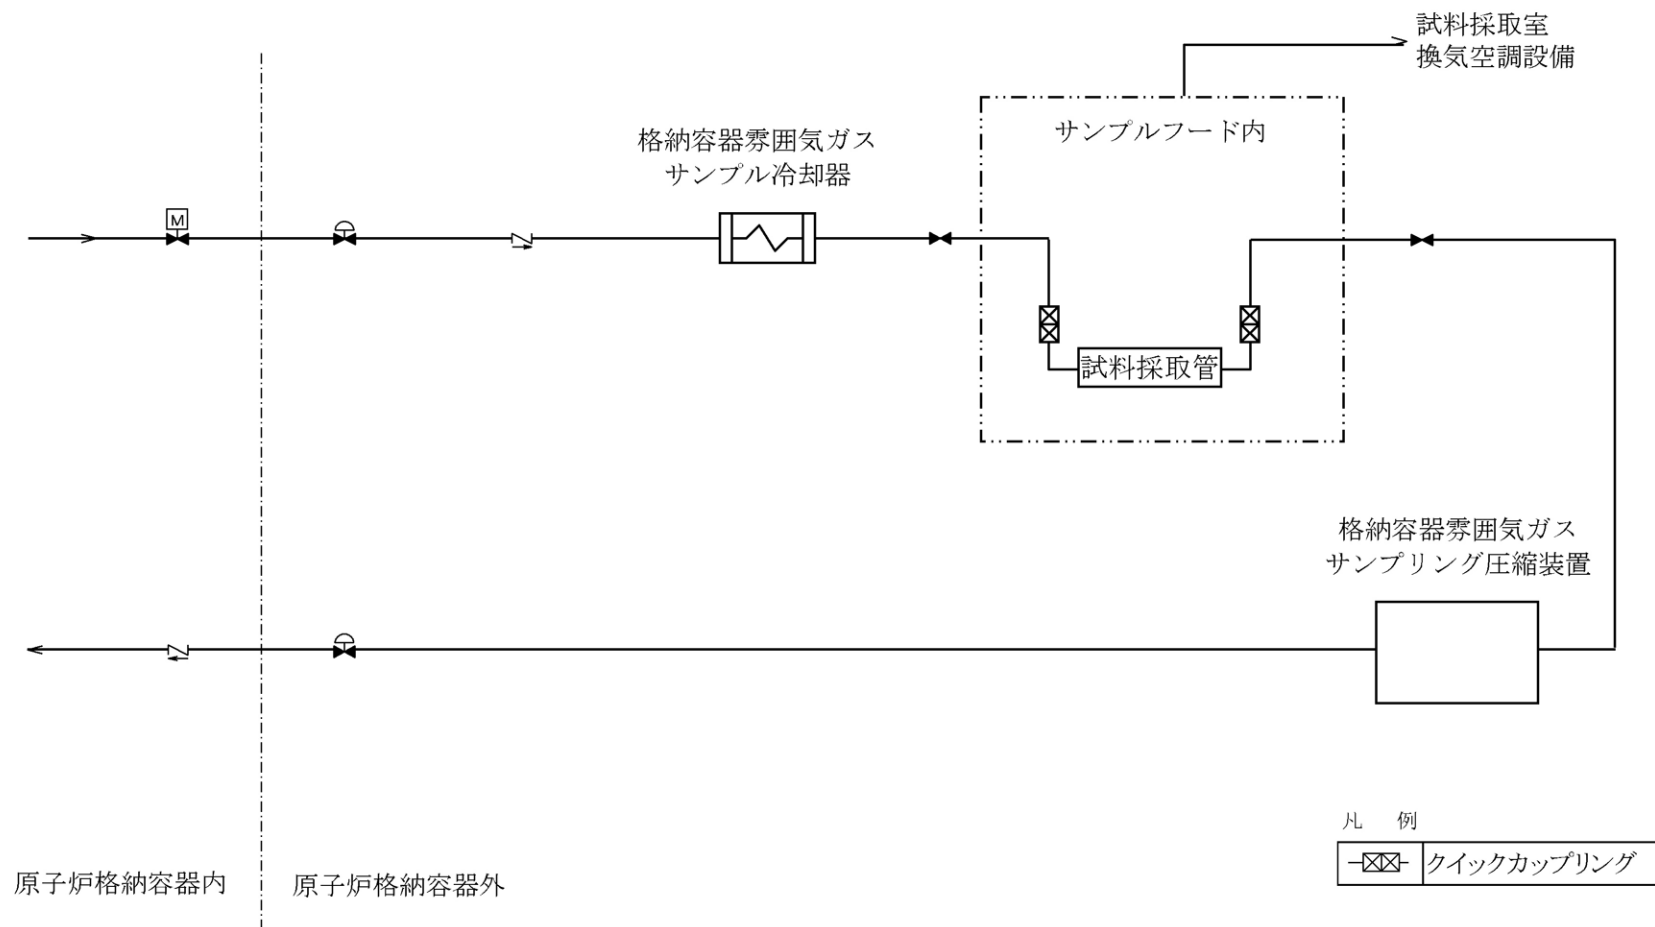 試料採取室
換気空調設備
サンプルフード内
格納容器雰囲気ガス
サンプル冷却器
M
試料採取管
格納容器雰囲気ガス
サンプリング圧縮装置
凡 例
クイックカップリング
原子炉格納容器内
原子炉格納容器外